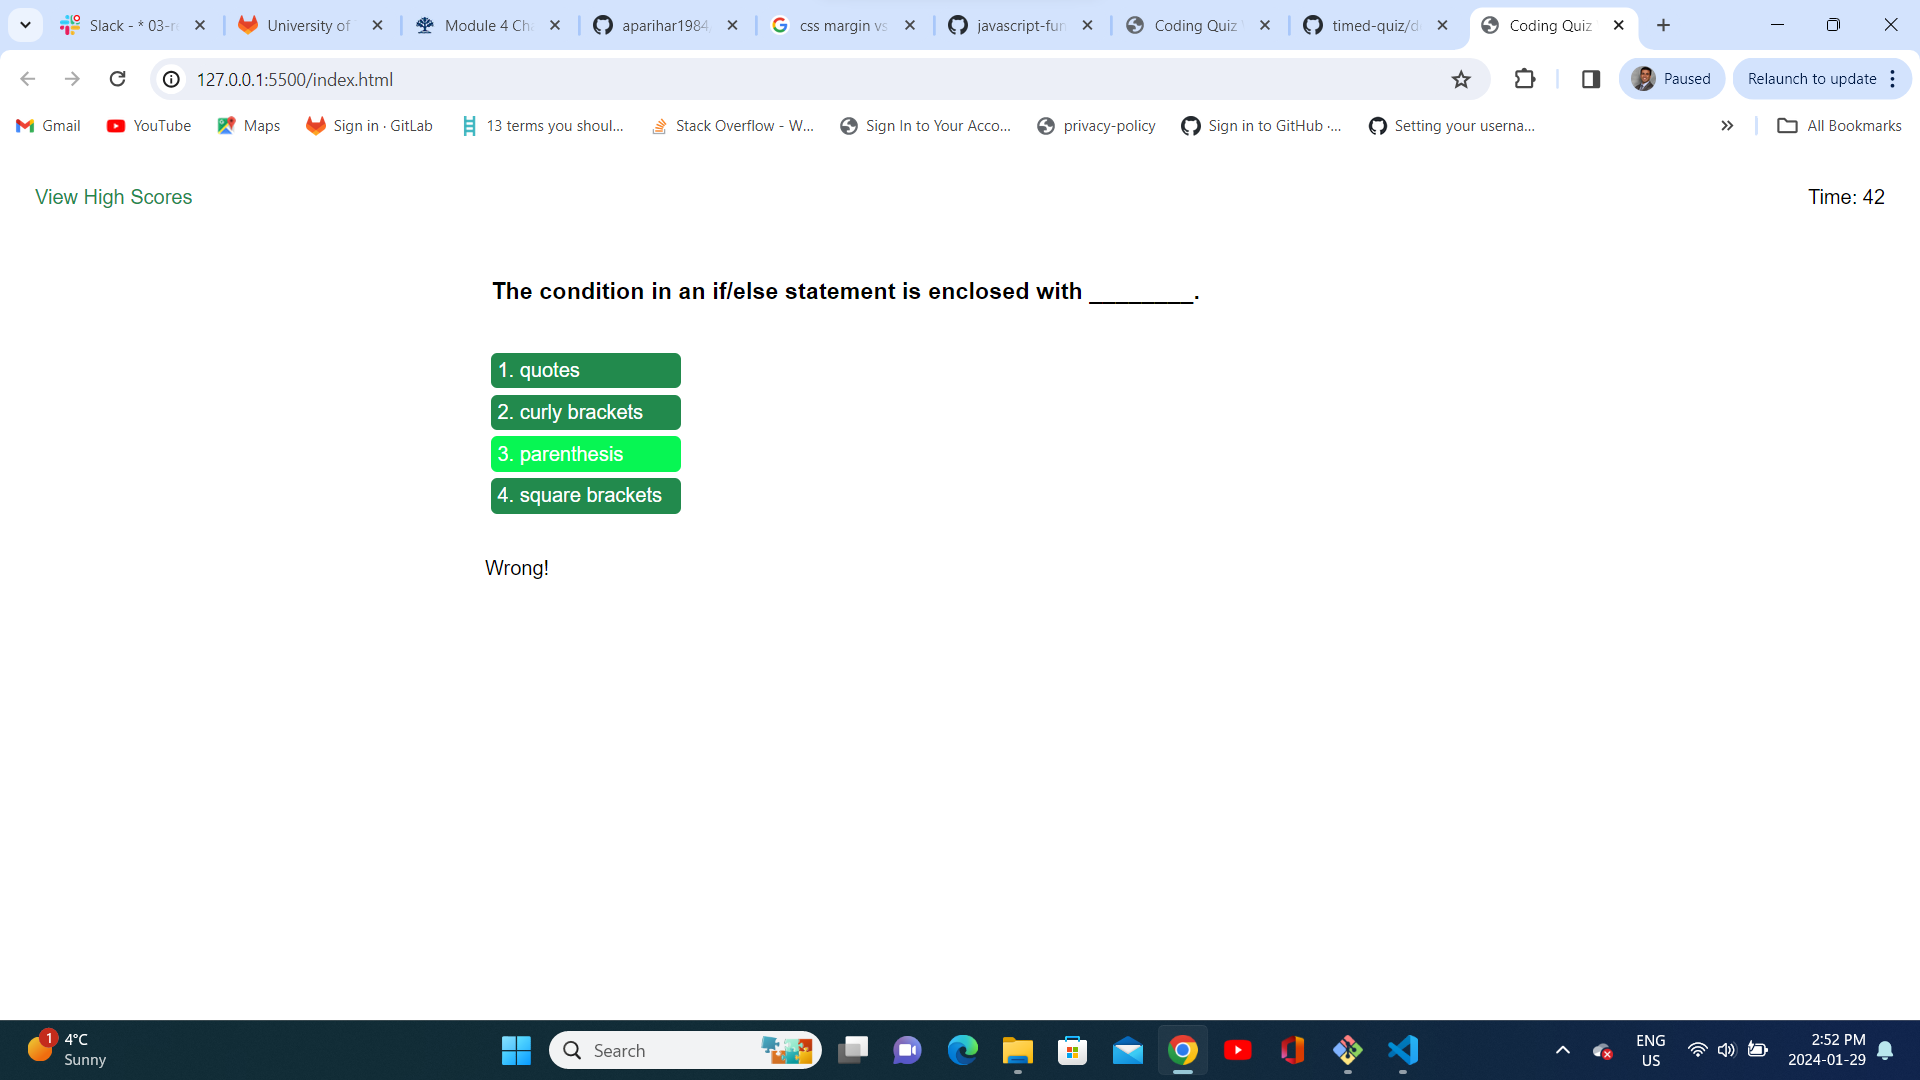 Slack - * 03-r
University of
Module 4 Cha
aparihar1984
css margin vs
javascript-fun
Coding Quiz
timed-quiz/d
Coding Quiz
127.0.0.1:5500/index.html
Paused
Relaunch to update
Gmail
YouTube
Maps
Sign in · GitLab
13 terms you shoul...
Stack Overflow - W...
Sign In to Your Acco...
privacy-policy
Sign in to GitHub ·...
Setting your userna...
All Bookmarks
View High Scores
Time: 42
The condition in an if/else statement is enclosed with ________.
1. quotes
2. curly brackets
3. parenthesis
4. square brackets
Wrong!
1
4°C
Sunny
Search
ENG
US
2:52 PM
2024-01-29